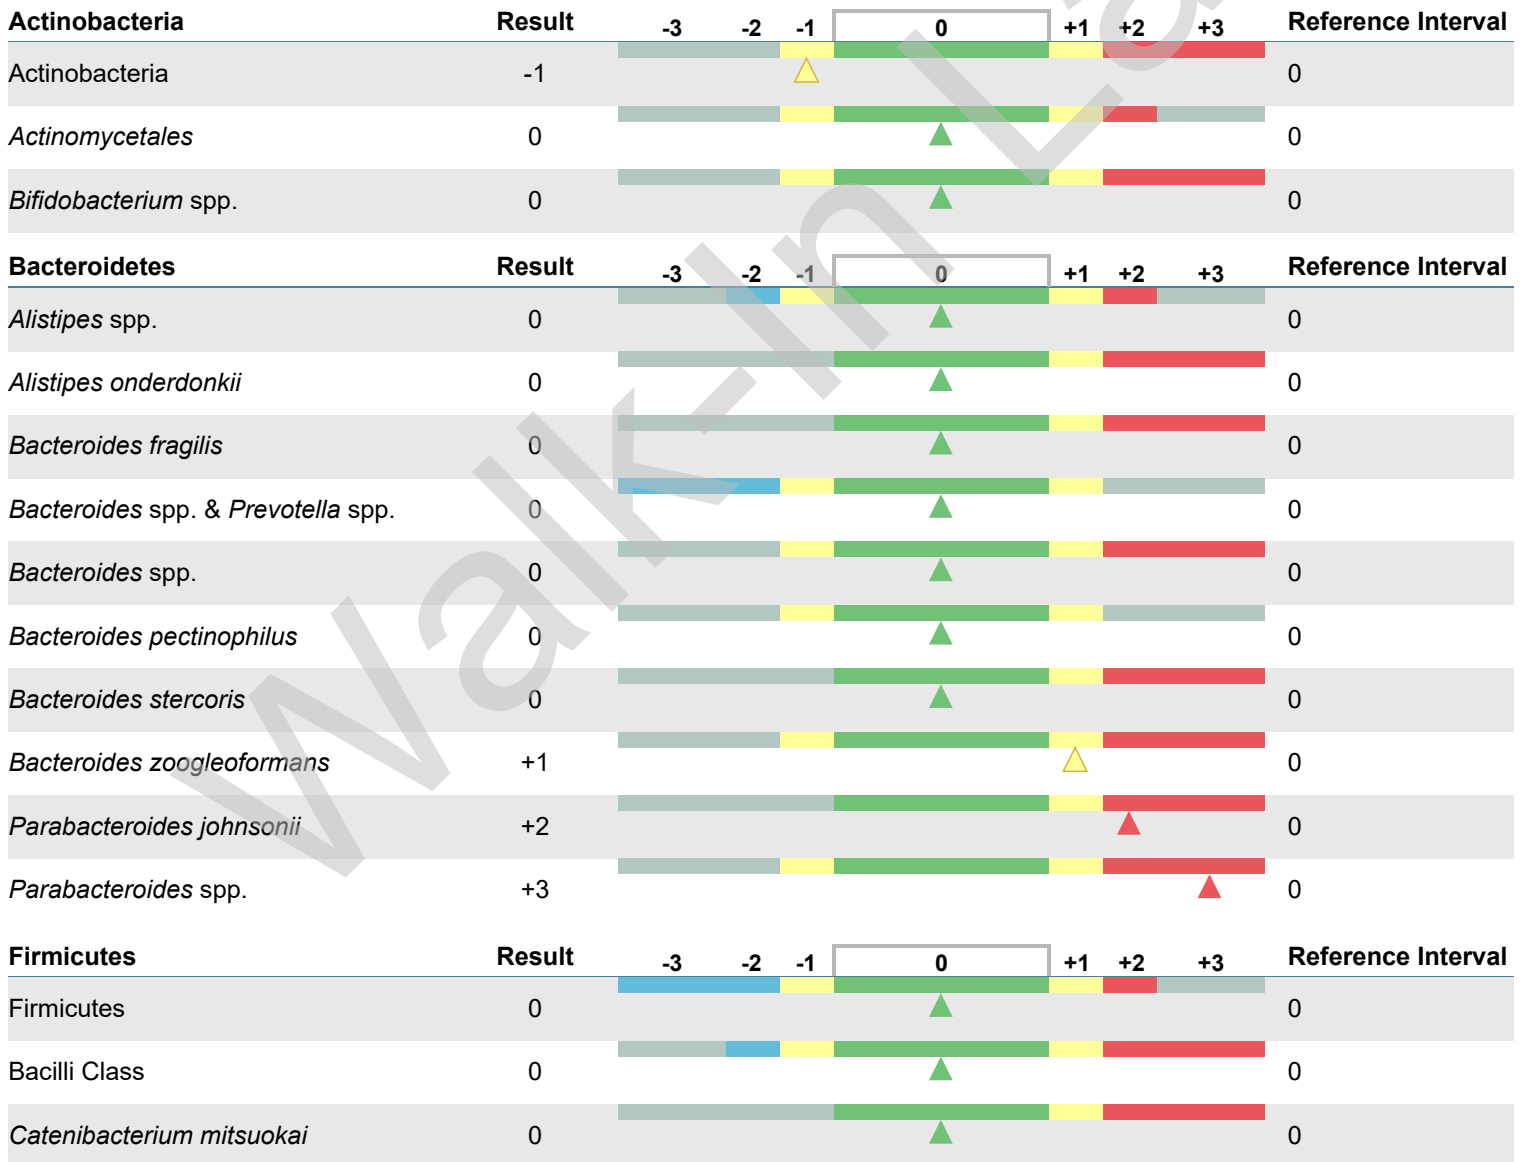 Actinobacteria Result -3 -2 -1 0 +1 +2 +3 Reference Interval
Actinobacteria -1 0
Actinomycetales 0 0
Bifidobacterium spp. 0 0
Bacteroidetes Result -3 -2 -1 0 +1 +2 +3 Reference Interval
Alistipes spp. 0 0
Alistipes onderdonkii 0 0
Bacteroides fragilis 0 0
Bacteroides spp. & Prevotella spp. 0 0
Bacteroides spp. 0 0
Bacteroides pectinophilus 0 0
Bacteroides stercoris 0 0
Bacteroides zoogleoformans +1 0
Parabacteroides johnsonii +2 0
Parabacteroides spp. +3 0
Firmicutes Result -3 -2 -1 0 +1 +2 +3 Reference Interval
Firmicutes 0 0
Bacilli Class 0 0
Catenibacterium mitsuokai 0 0
Walk-In La